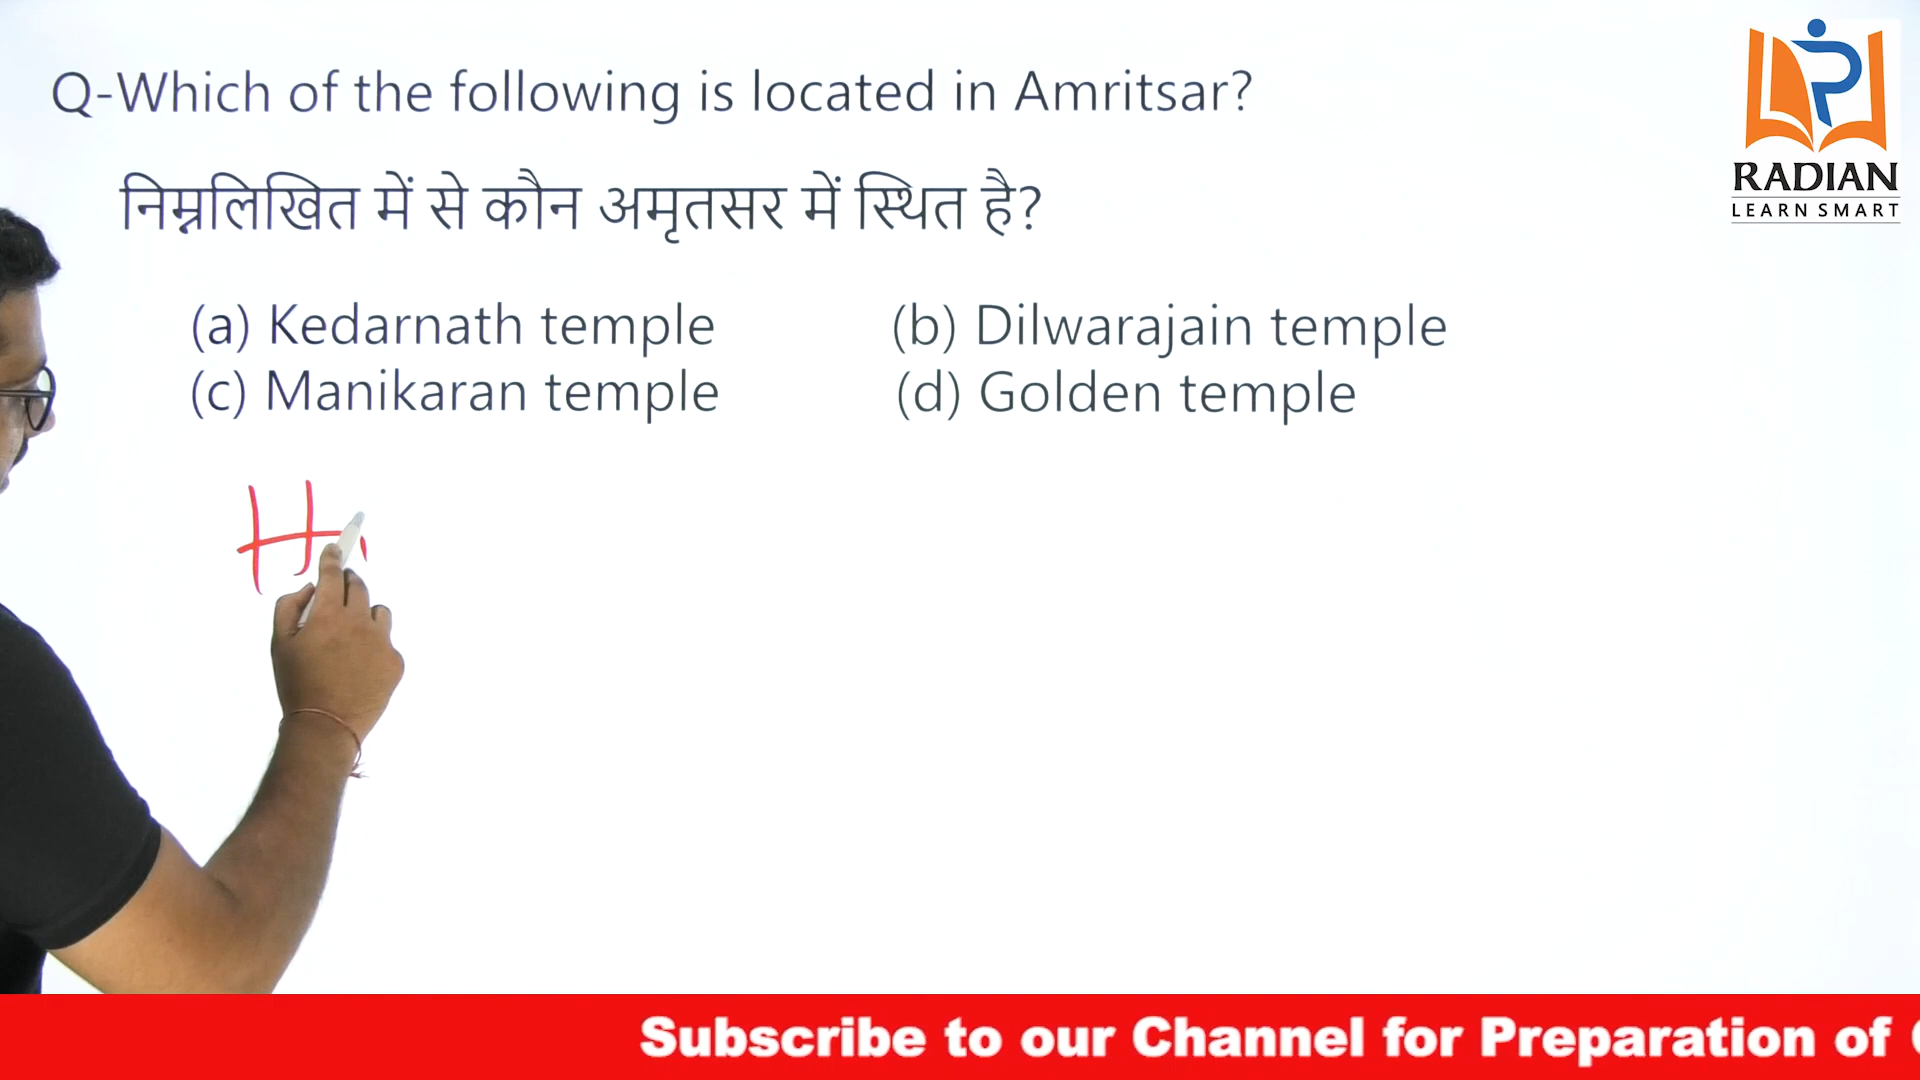 Q-Which of the following is located in Amritsar?
निम्नलिखित में से कौन अमृतसर में स्थित है?
(a) Kedarnath temple (b) Dilwarajain temple
(c) Manikaran temple (d) Golden temple
H
RADIAN
LEARN SMART
Subscribe to our Channel for Preparation of